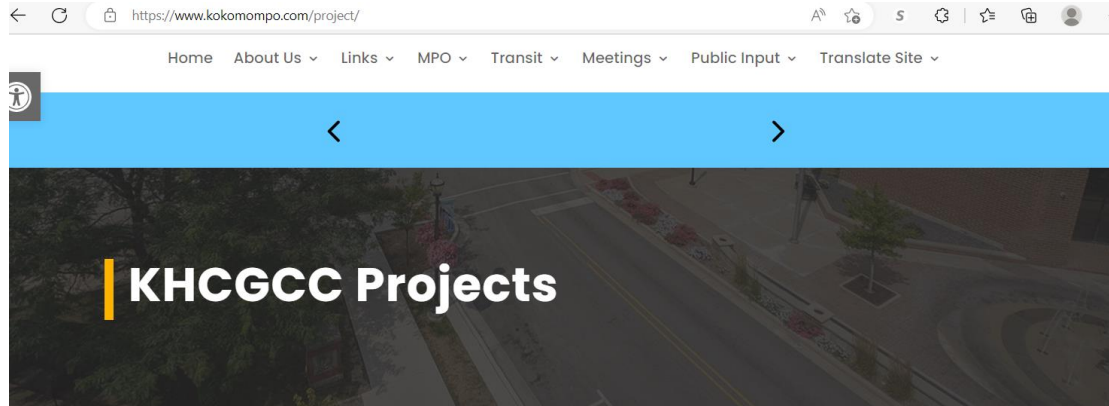 https://www.kokomompo.com/project/
Home About Us Links MPO Transit Meetings Public Input Translate Site
KHCGCC Projects